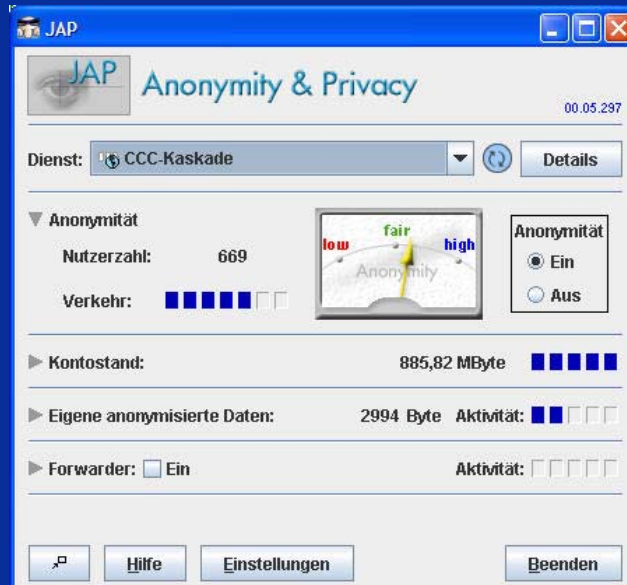 JAP
JAP Anonymity & Privacy
00.05.297
Dienst: CCC-Kaskade Details
Anonymität
Nutzerzahl: 669
Verkehr:
low fair high
Anonymity
Anonymität
Ein
Aus
Kontostand: 885,82 MByte
Eigene anonymisierte Daten: 2994 Byte Aktivität:
Forwarder: Ein Aktivität:
Hilfe Einstellungen Beenden